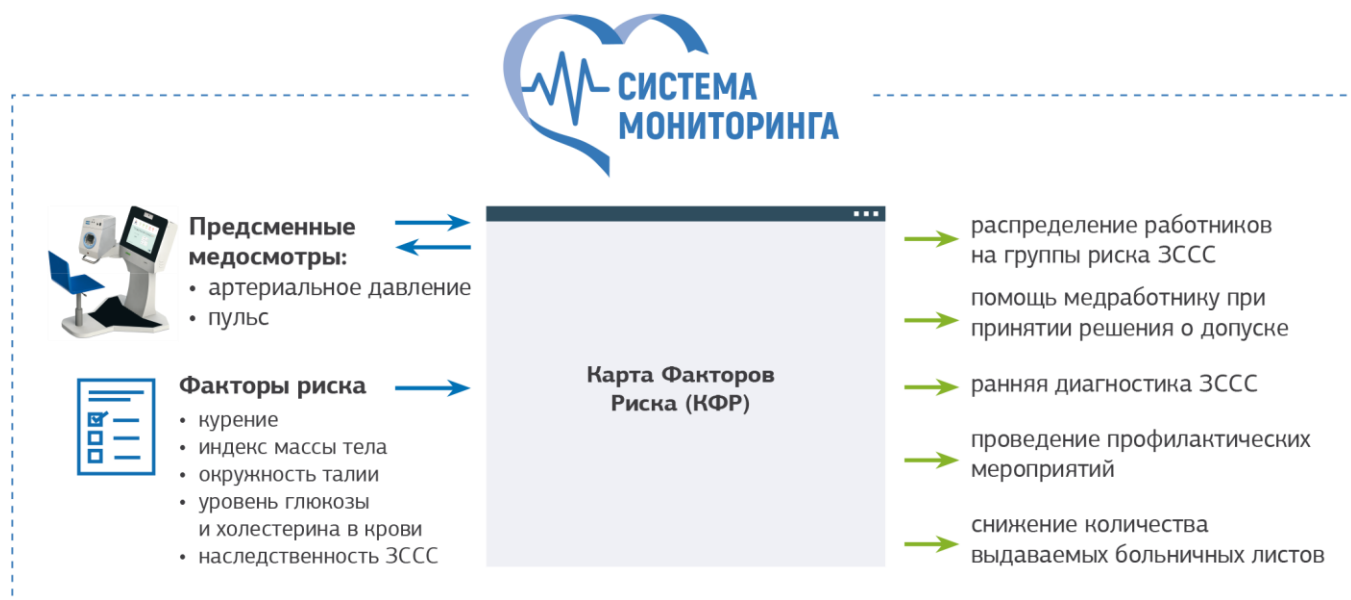 СИСТЕМА
МОНИТОРИНГА
Предсменные
медосмотры:
• артериальное давление
• пульс
Факторы риска
• курение
• индекс массы тела
• окружность талии
• уровень глюкозы
и холестерина в крови
• наследственность ЗССС
Карта Факторов
Риска (КФР)
распределение работников
на группы риска ЗССС
помощь медработнику при
принятии решения о допуске
ранняя диагностика ЗССС
проведение профилактических
мероприятий
снижение количества
выдаваемых больничных листов